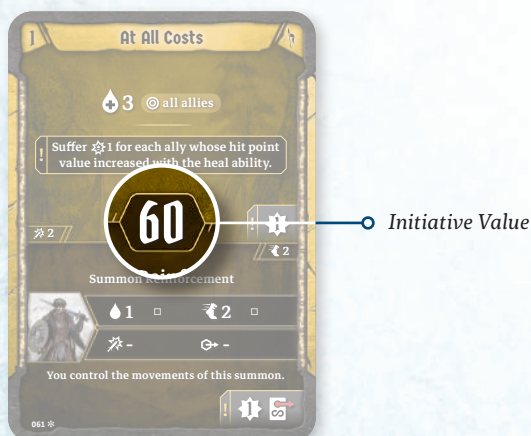 1 At All Costs
3 all allies
! Suffer 1 for each ally whose hit point
value increased with the heal ability.
60
Initiative Value
2
! 1
2
Summon Reinforcement
1 2
- -
You control the movements of this summon.
! 1
061